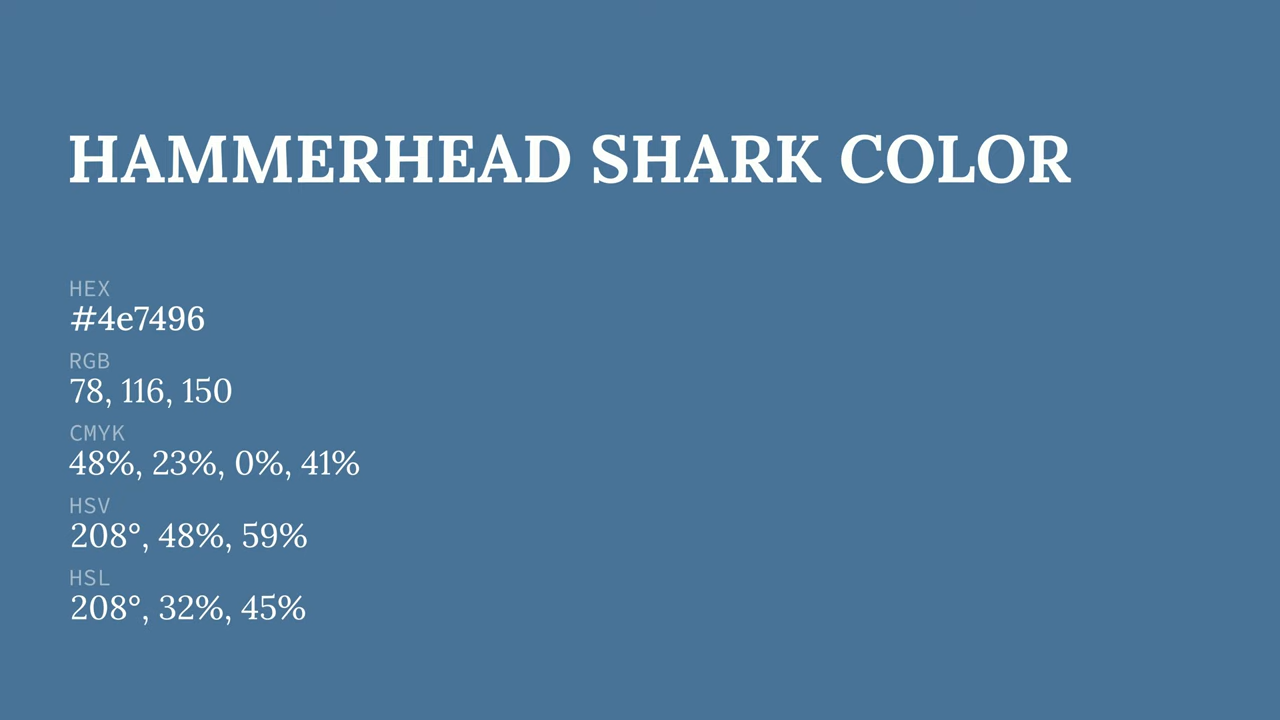 HAMMERHEAD SHARK COLOR
HEX
#4e7496
RGB
78, 116, 150
CMYK
48%, 23%, 0%, 41%
HSV
208°, 48%, 59%
HSL
208°, 32%, 45%